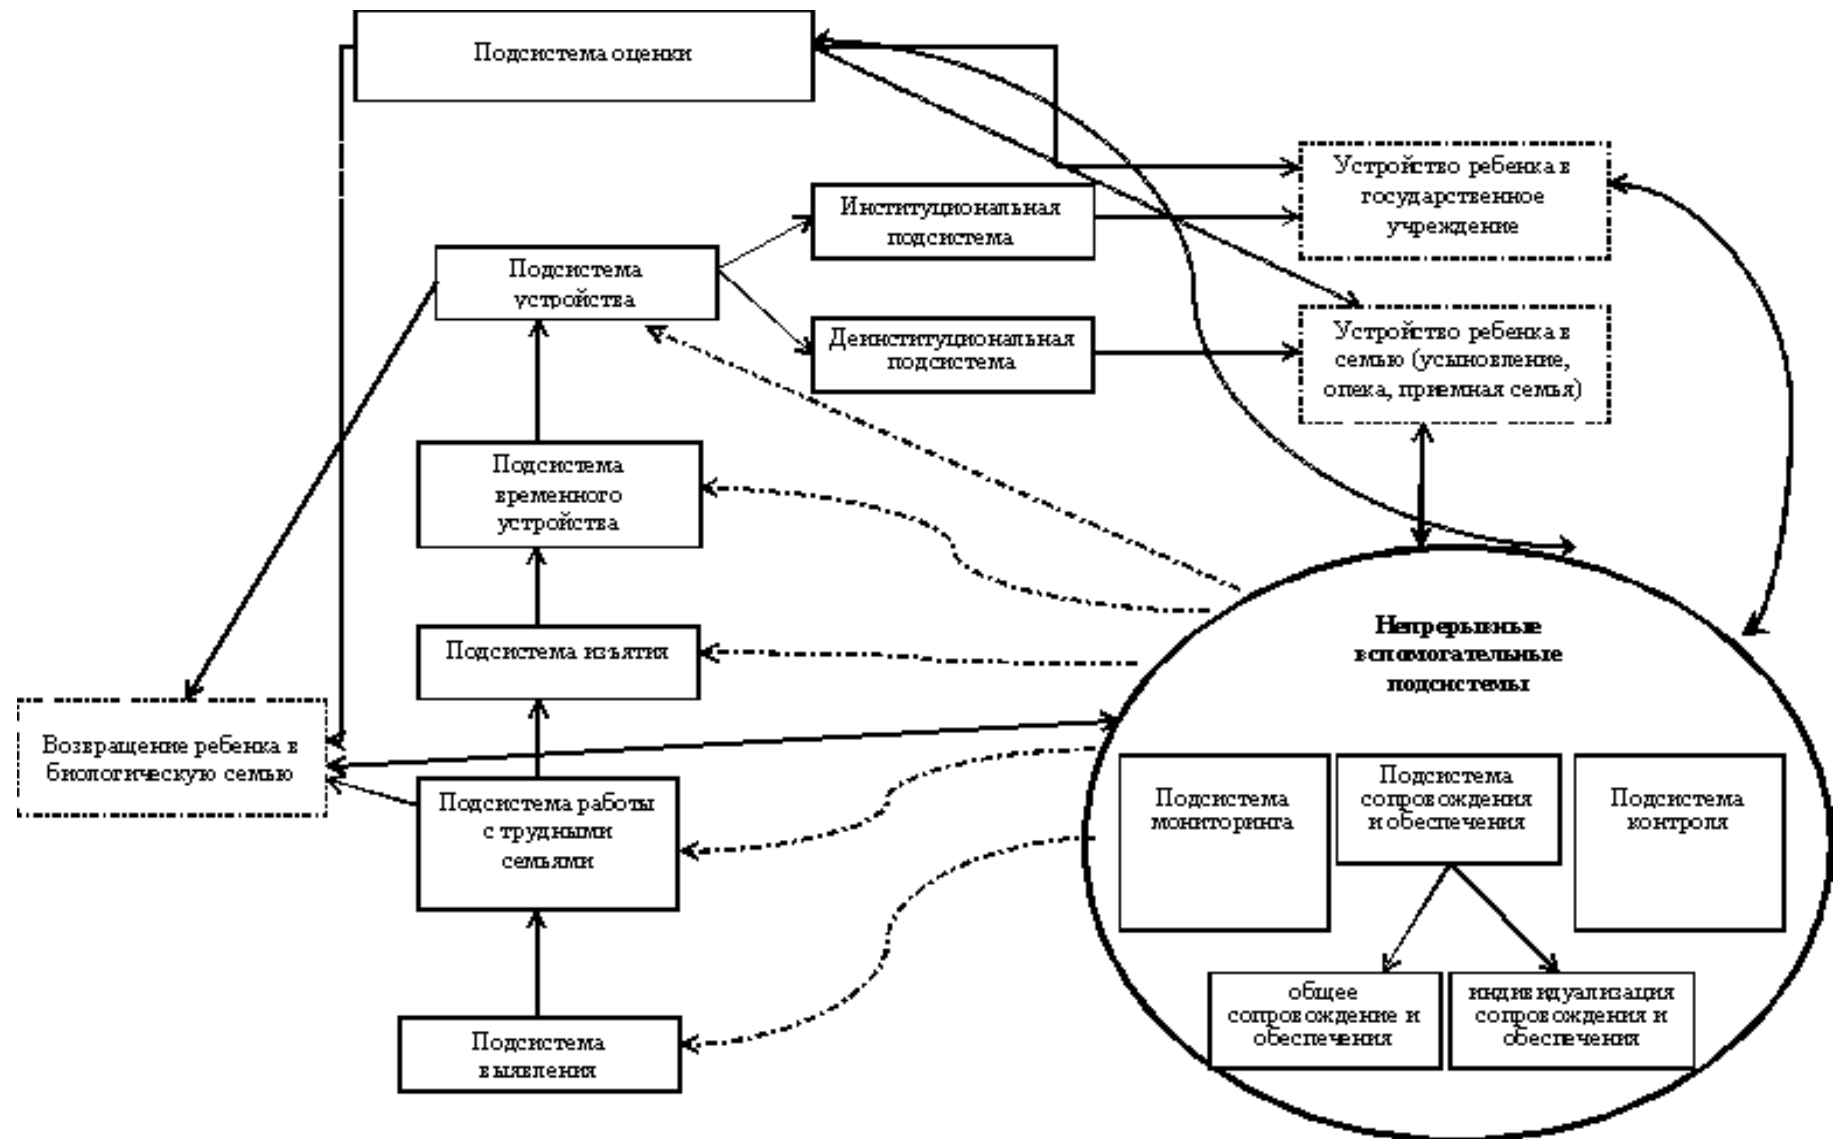 Подсистема оценки
Устройство ребенка в
государственное
учреждение
Институциональная
подсистема
Подсистема
устройства
Деинституциональная
подсистема
Устройство ребенка в
семью (усыновление,
опека, приемная семья)
Подсистема
временного
устройства
Подсистема изъятия
Непрерывные
вспомогательные
подсистемы
Возвращение ребенка в
биологическую семью
Подсистема работы
с трудными
семьями
Подсистема
мониторинга
Подсистема
сопровождения
и обеспечения
Подсистема
контроля
общее
сопровождение и
обеспечения
индивидуализация
сопровождения и
обеспечения
Подсистема
выявления